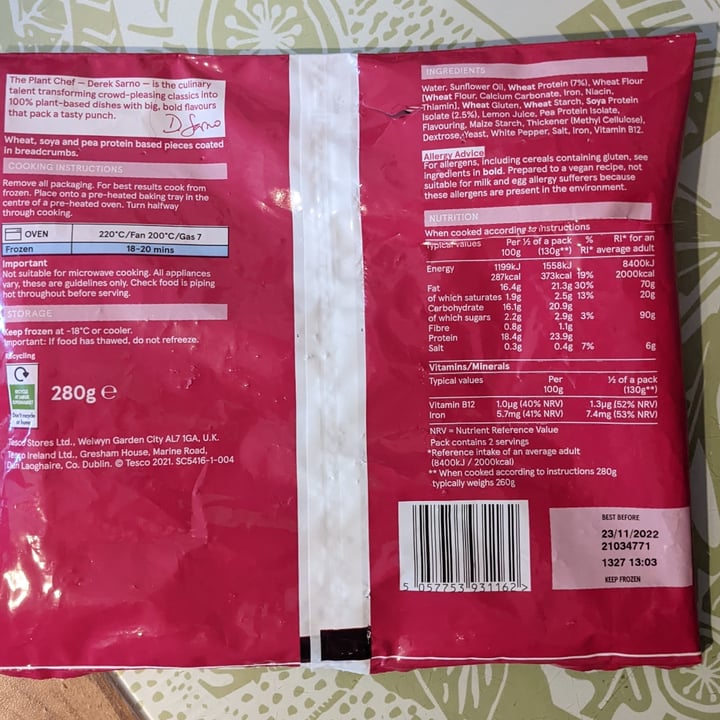 The Plant Chef — Derek Sarno — is the culinary
talent transforming crowd-pleasing classics into
100% plant-based dishes with big, bold flavours
that pack a tasty punch.
D Sarno
Wheat, soya and pea protein based pieces coated
in breadcrumbs.
COOKING INSTRUCTIONS
Remove all packaging. For best results cook from
frozen. Place onto a pre-heated baking tray in the
centre of a pre-heated oven. Turn halfway
through cooking.
OVEN 220°C/Fan 200°C/Gas 7
Frozen 18-20 mins
Important
Not suitable for microwave cooking. All appliances
vary, these are guidelines only. Check food is piping
hot throughout before serving.
STORAGE
Keep frozen at -18°C or cooler.
Important: If food has thawed, do not refreeze.
Recycling
RECYCLE
AT LARGE
SUPERMARKET
Don't recycle
at home
280g e
Tesco Stores Ltd., Welwyn Garden City AL7 1GA, U.K.
Tesco Ireland Ltd., Gresham House, Marine Road,
Dun Laoghaire, Co. Dublin. © Tesco 2021. SC5416-1-004
INGREDIENTS
Water, Sunflower Oil, Wheat Protein (7%), Wheat Flour
[Wheat Flour, Calcium Carbonate, Iron, Niacin,
Thiamin], Wheat Gluten, Wheat Starch, Soya Protein
Isolate (2.5%), Lemon Juice, Pea Protein Isolate,
Flavouring, Maize Starch, Thickener (Methyl Cellulose),
Dextrose, Yeast, White Pepper, Salt, Iron, Vitamin B12.
Allergy Advice
For allergens, including cereals containing gluten, see
ingredients in bold. Prepared to a vegan recipe, not
suitable for milk and egg allergy sufferers because
these allergens are present in the environment.
NUTRITION
When cooked according to instructions
Typical values Per 100g ½ of a pack (130g**) % RI* RI* for an average adult
Energy 1199kJ 1558kJ 8400kJ
287kcal 373kcal 19% 2000kcal
Fat 16.4g 21.3g 30% 70g
of which saturates 1.9g 2.5g 13% 20g
Carbohydrate 16.1g 20.9g
of which sugars 2.2g 2.9g 3% 90g
Fibre 0.8g 1.1g
Protein 18.4g 23.9g
Salt 0.3g 0.4g 7% 6g
Vitamins/Minerals
Typical values Per 100g ½ of a pack (130g**)
Vitamin B12 1.0µg (40% NRV) 1.3µg (52% NRV)
Iron 5.7mg (41% NRV) 7.4mg (53% NRV)
NRV = Nutrient Reference Value
Pack contains 2 servings
*Reference intake of an average adult
(8400kJ / 2000kcal)
** When cooked according to instructions 280g
typically weighs 260g
5 057753 931162 >
BEST BEFORE
23/11/2022
21034771
1327 13:03
KEEP FROZEN